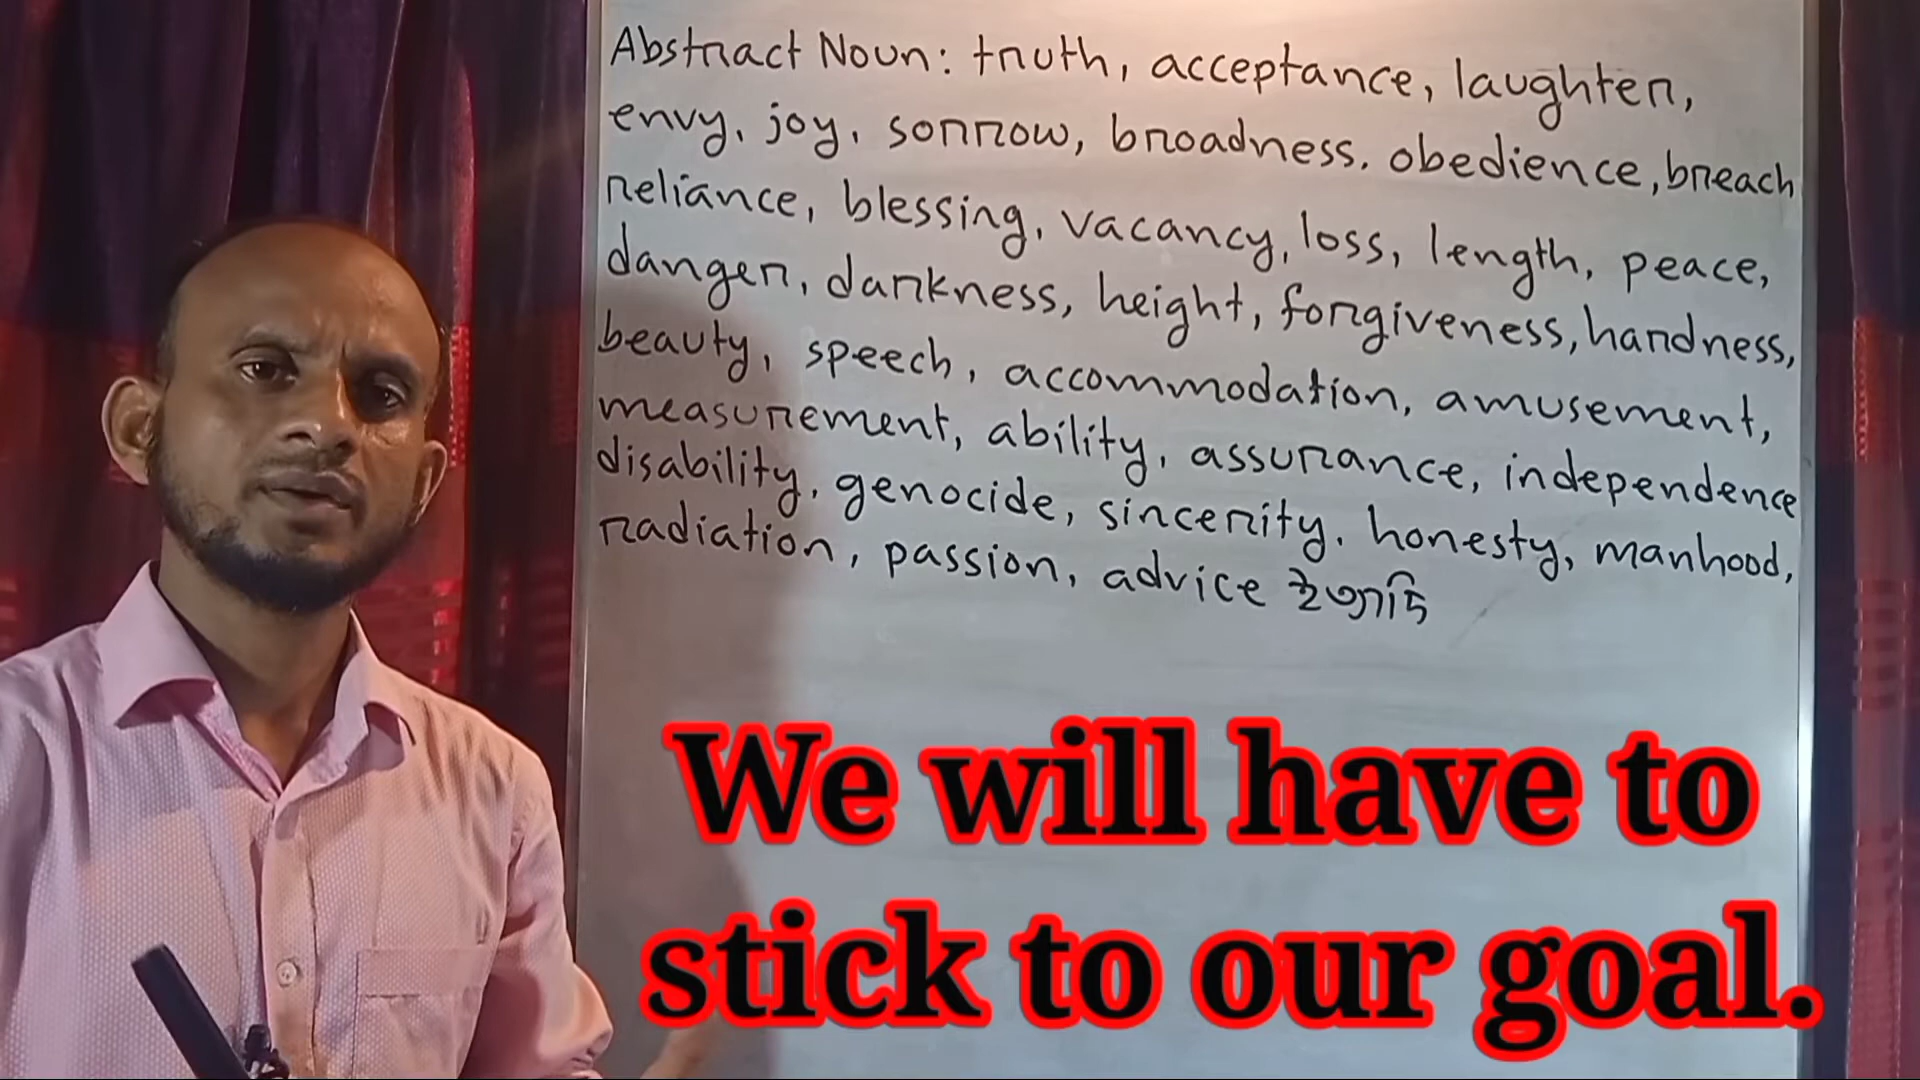 Abstract Noun: truth, acceptance, laughter,
envy, joy, sorrow, broadness, obedience, breach
reliance, blessing, vacancy, loss, length, peace,
danger, darkness, height, forgiveness, hardness,
beauty, speech, accommodation, amusement,
measurement, ability, assurance, independence
disability, genocide, sincerity, honesty, manhood,
radiation, passion, advice ইত্যাদি
We will have to
stick to our goal.